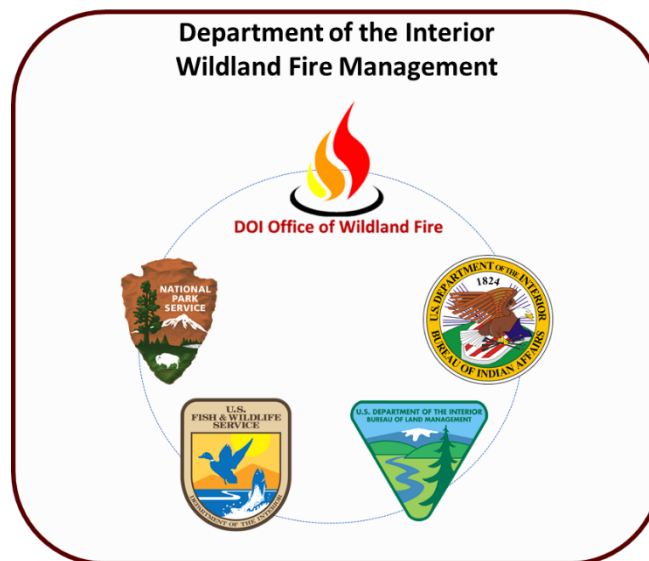 Department of the Interior
Wildland Fire Management
DOI Office of Wildland Fire
NATIONAL
PARK
SERVICE
U.S. DEPARTMENT OF THE INTERIOR
1824
BUREAU OF INDIAN AFFAIRS
U.S.
FISH & WILDLIFE
SERVICE
DEPARTMENT OF THE INTERIOR
U.S. DEPARTMENT OF THE INTERIOR
BUREAU OF LAND MANAGEMENT